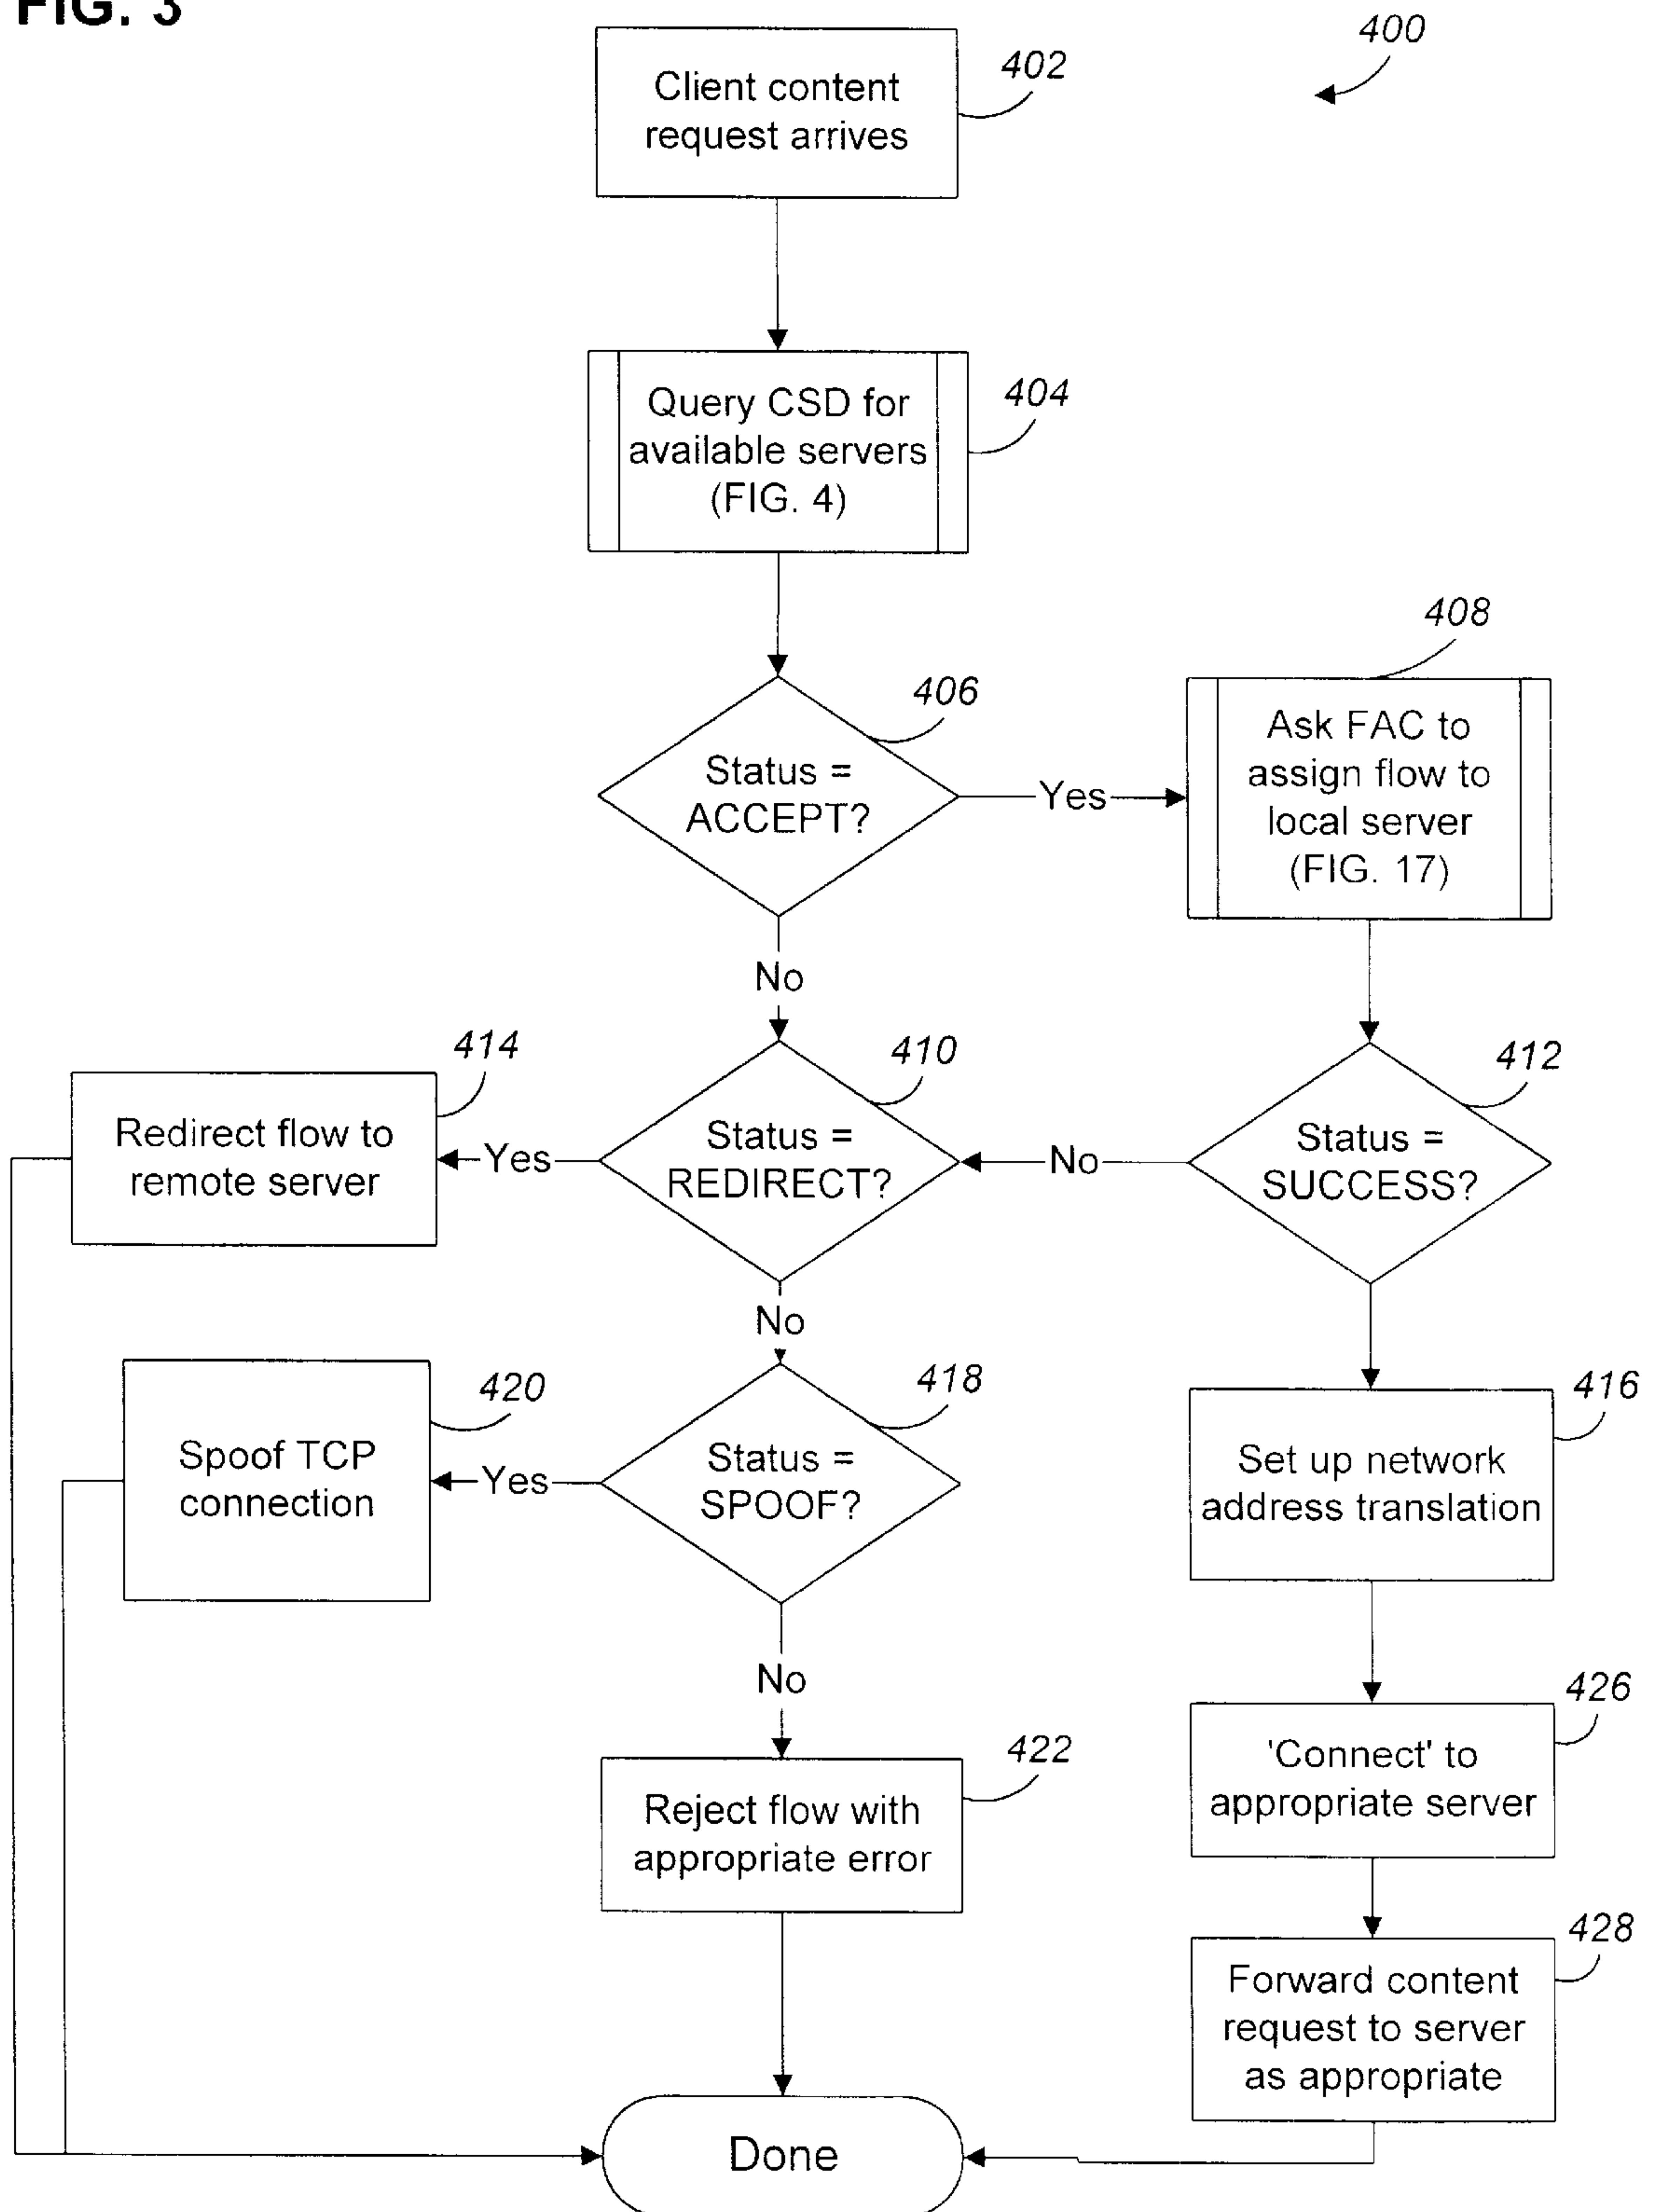 FIG. 3
400
Client content
request arrives
402
Query CSD for
available servers
(FIG. 4)
404
408
406
Status =
ACCEPT?
Yes
Ask FAC to
assign flow to
local server
(FIG. 17)
No
414
410
412
Redirect flow to
remote server
Yes
Status =
REDIRECT?
No
Status =
SUCCESS?
No
420
418
416
Spoof TCP
connection
Yes
Status =
SPOOF?
Set up network
address translation
No
426
422
'Connect' to
appropriate server
Reject flow with
appropriate error
428
Forward content
request to server
as appropriate
Done